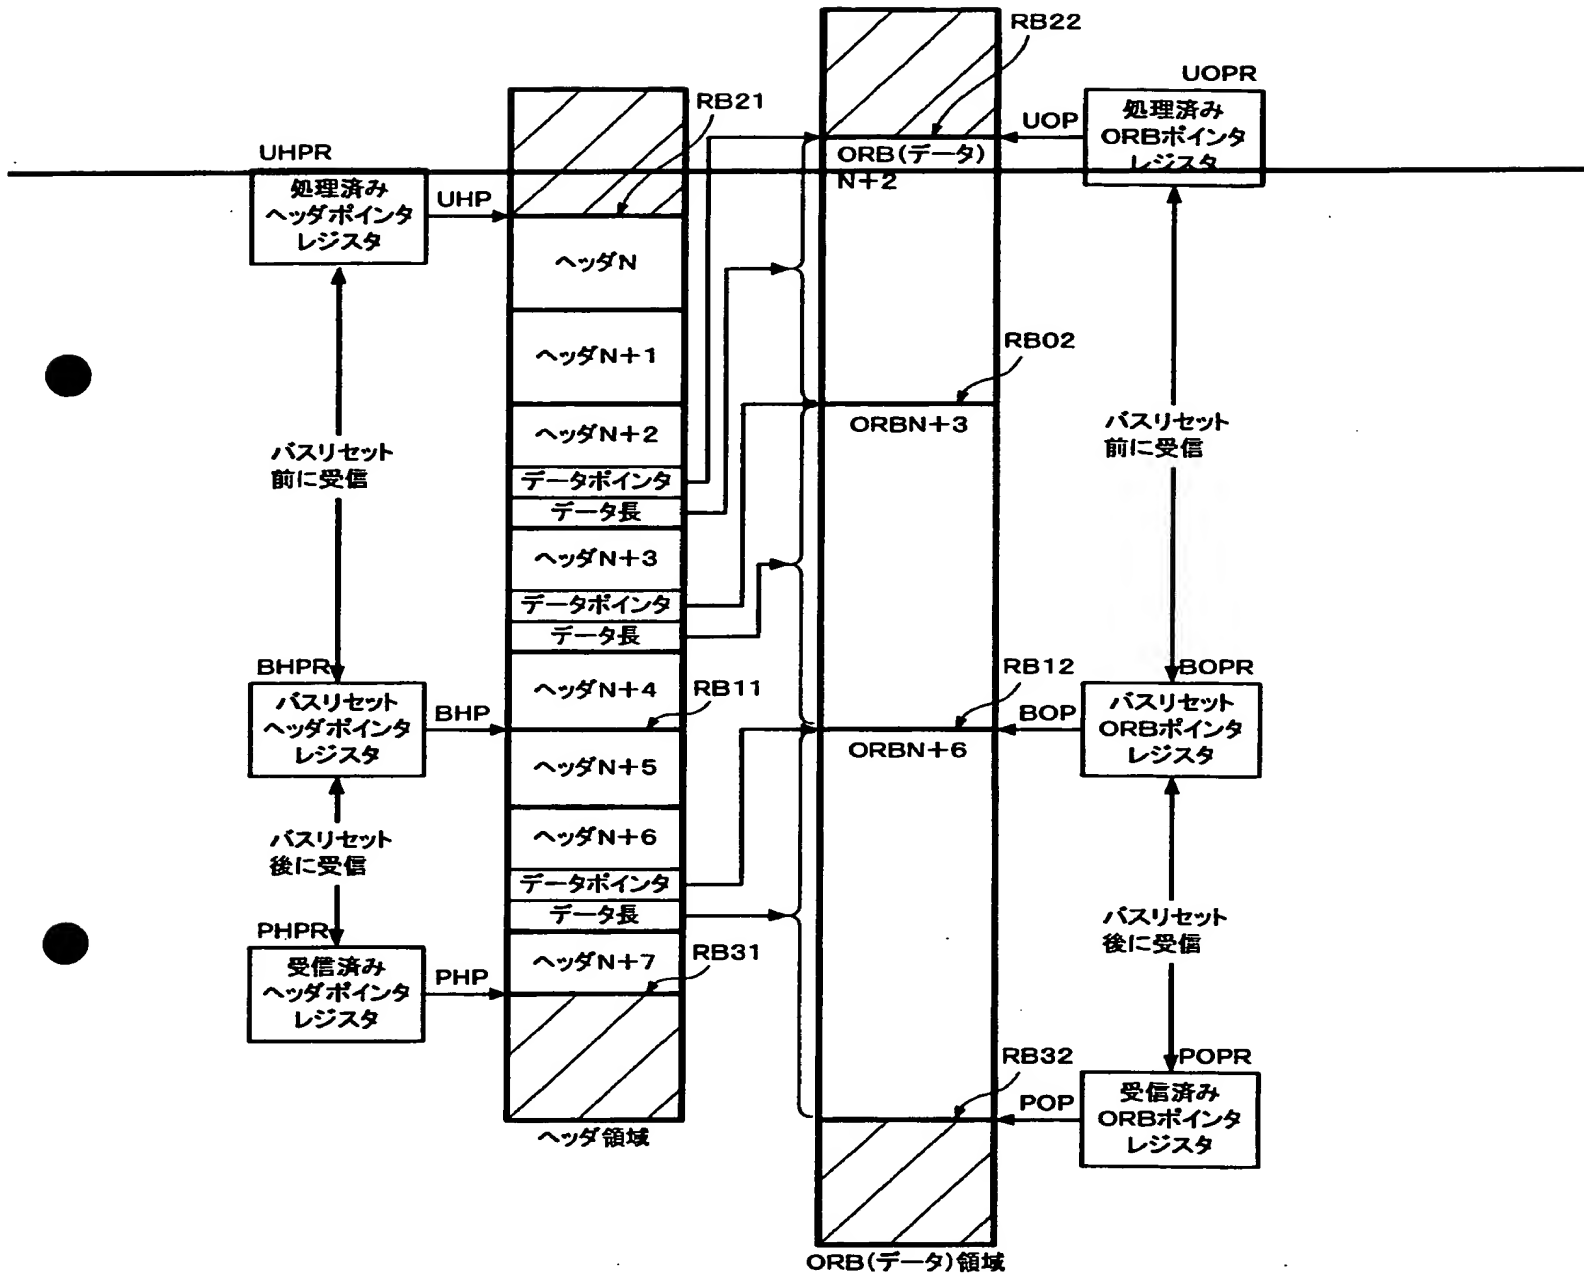 RB22
UOPR
処理済み
ORBポインタ
レジスタ
UOP
RB21
ORB(データ)
N+2
UHPR
処理済み
ヘッダポインタ
レジスタ
UHP
ヘッダN
ヘッダN+1
RB02
ORBN+3
ヘッダN+2
データポインタ
データ長
バスリセット
前に受信
バスリセット
前に受信
ヘッダN+3
データポインタ
データ長
BHPR
バスリセット
ヘッダポインタ
レジスタ
BHP
ヘッダN+4
RB11
RB12
BOPR
バスリセット
ORBポインタ
レジスタ
BOP
ORBN+6
ヘッダN+5
ヘッダN+6
データポインタ
データ長
バスリセット
後に受信
バスリセット
後に受信
PHPR
受信済み
ヘッダポインタ
レジスタ
PHP
ヘッダN+7
RB31
RB32
POPR
受信済み
ORBポインタ
レジスタ
POP
ヘッダ領域
ORB(データ)領域